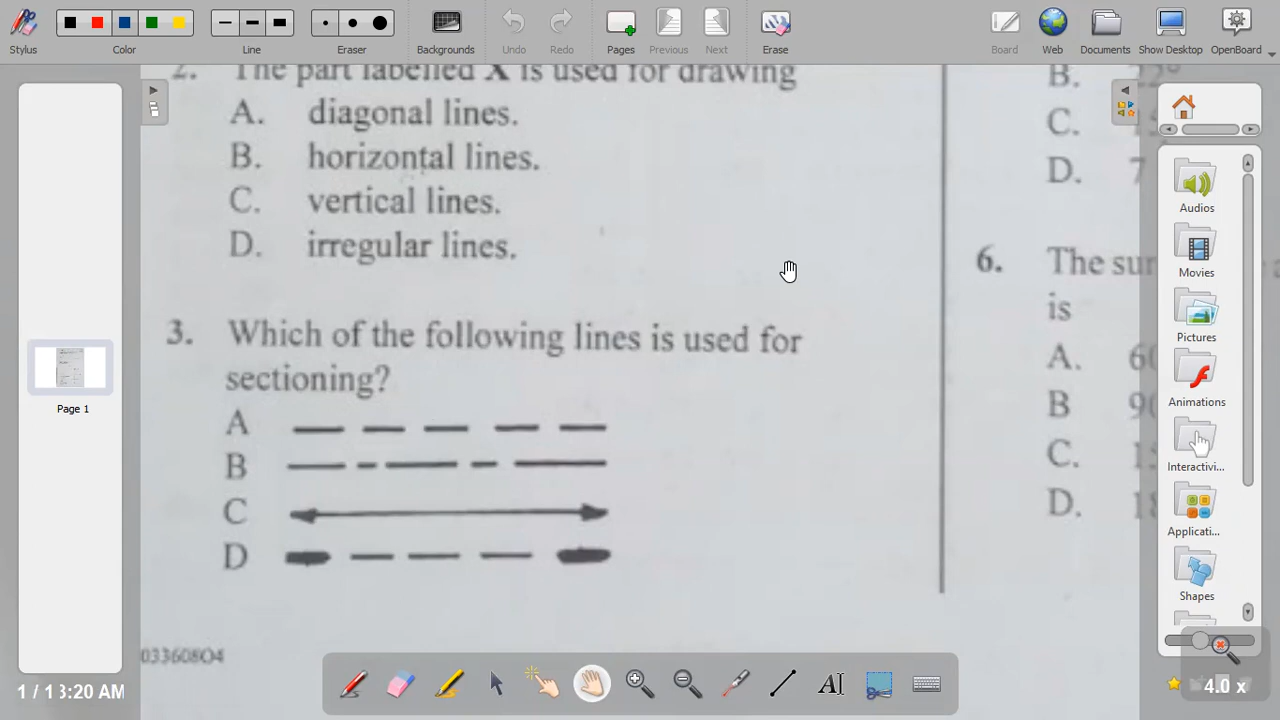 Stylus
Color
Line
Eraser
Backgrounds
Undo
Redo
Pages
Previous
Next
Erase
Board
Web
Documents
Show Desktop
OpenBoard
2. The part labelled X is used for drawing
A. diagonal lines.
B. horizontal lines.
C. vertical lines.
D. irregular lines.
3. Which of the following lines is used for
sectioning?
A
B
C
D
033608O4
B.
C.
D. 7
6. The
is
A.
B
C.
D.
Page 1
1 / 1
3:20 AM
Audios
Movies
Pictures
Animations
Interactivi...
Applicati...
Shapes
4.0 x